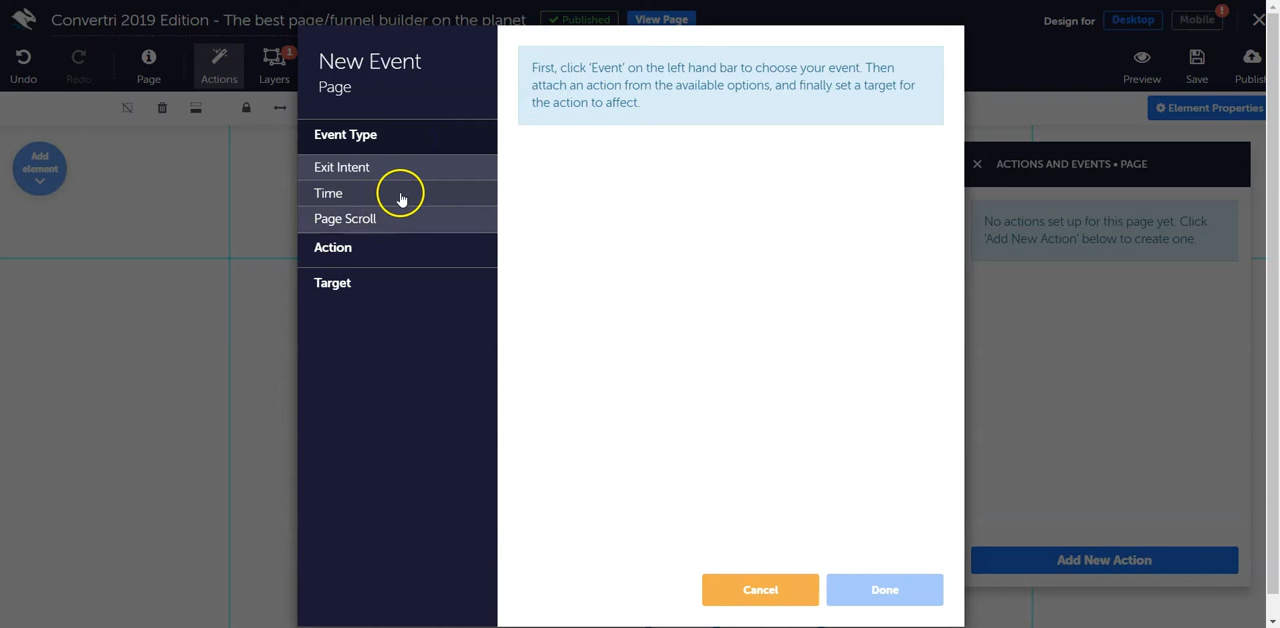 Convertri 2019 Edition - The best page/funnel builder on the planet
Published
View Page
Design for
Desktop
Mobile
!
Undo
Redo
Page
Actions
Layers
1
Preview
Save
Publis
Element Properties
Add
element
New Event
Page
Event Type
Exit Intent
Time
Page Scroll
Action
Target
First, click 'Event' on the left hand bar to choose your event. Then
attach an action from the available options, and finally set a target for
the action to affect.
Cancel
Done
ACTIONS AND EVENTS • PAGE
No actions set up for this page yet. Click
'Add New Action' below to create one.
Add New Action